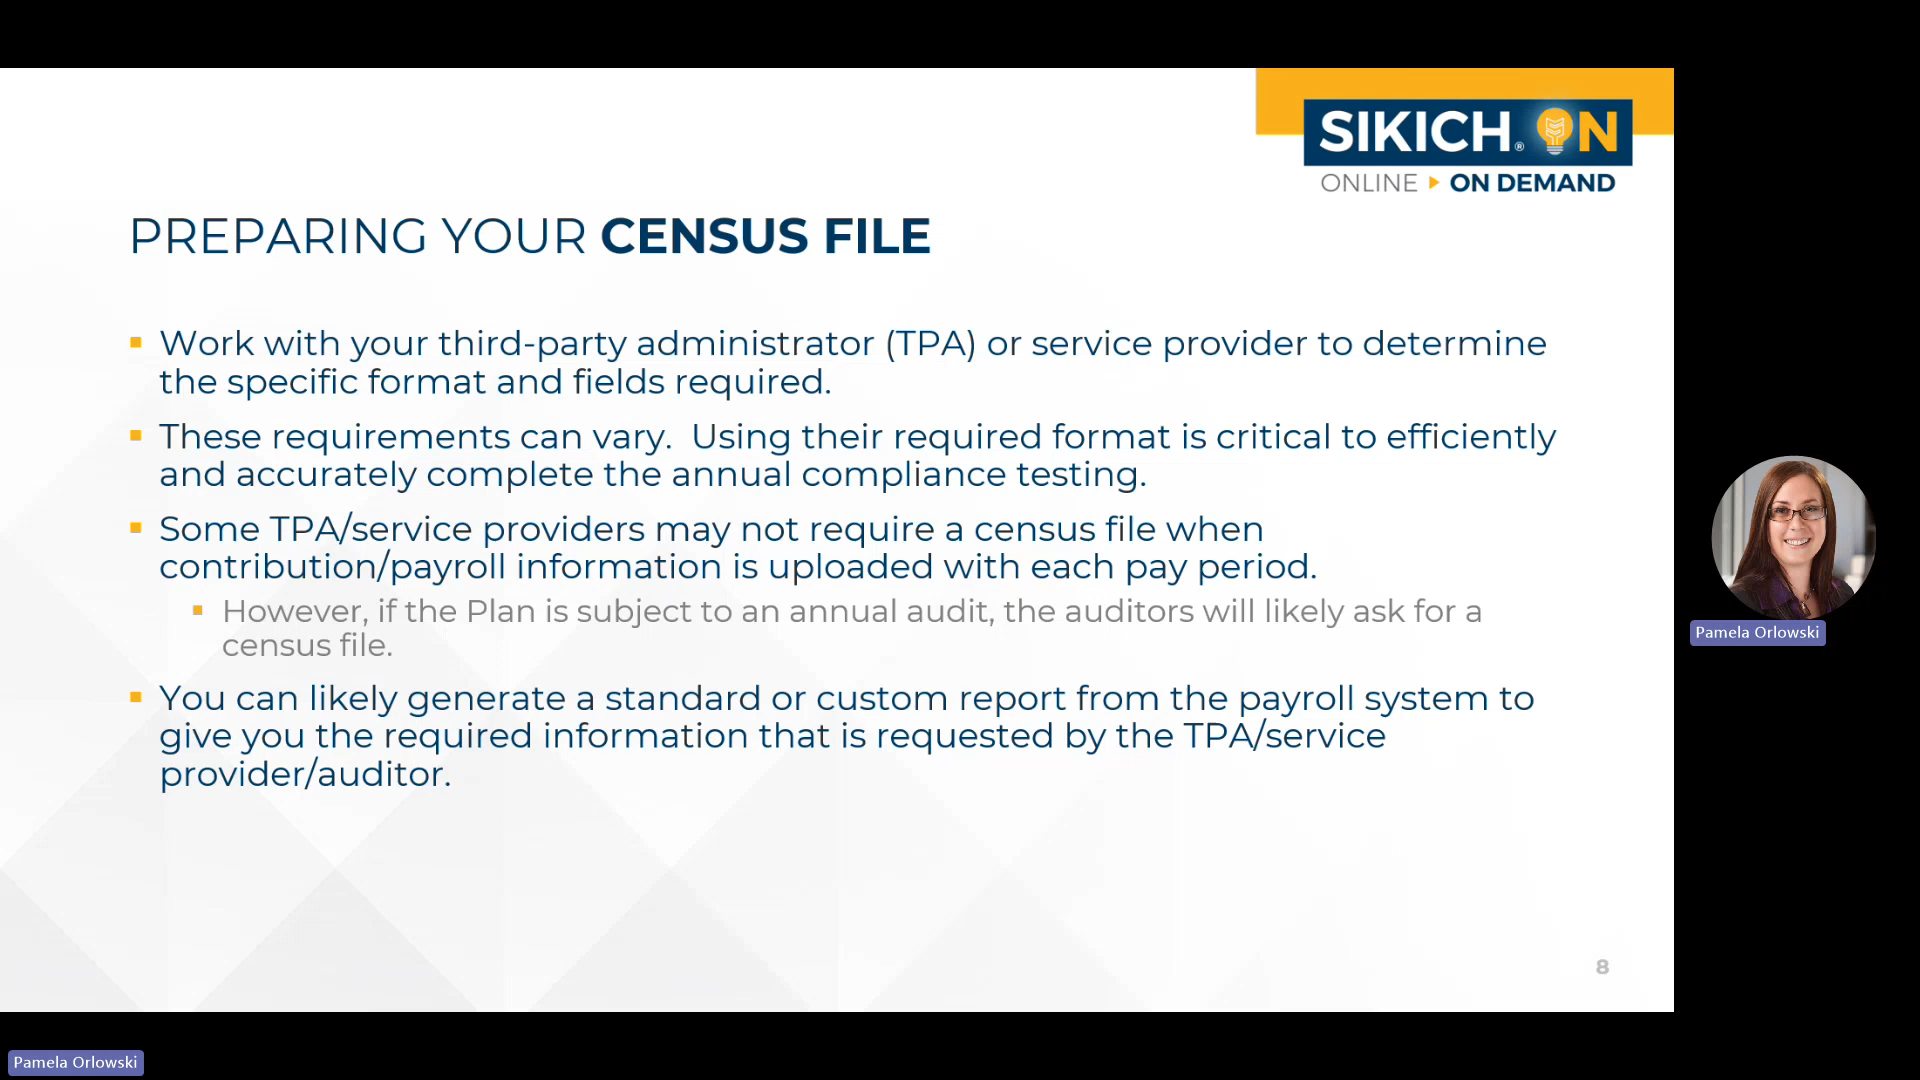 SIKICH® ON
ONLINE ▸ ON DEMAND
PREPARING YOUR CENSUS FILE
▪ Work with your third-party administrator (TPA) or service provider to determine
the specific format and fields required.
▪ These requirements can vary.  Using their required format is critical to efficiently
and accurately complete the annual compliance testing.
▪ Some TPA/service providers may not require a census file when
contribution/payroll information is uploaded with each pay period.
▪ However, if the Plan is subject to an annual audit, the auditors will likely ask for a
census file.
▪ You can likely generate a standard or custom report from the payroll system to
give you the required information that is requested by the TPA/service
provider/auditor.
8
Pamela Orlowski
Pamela Orlowski